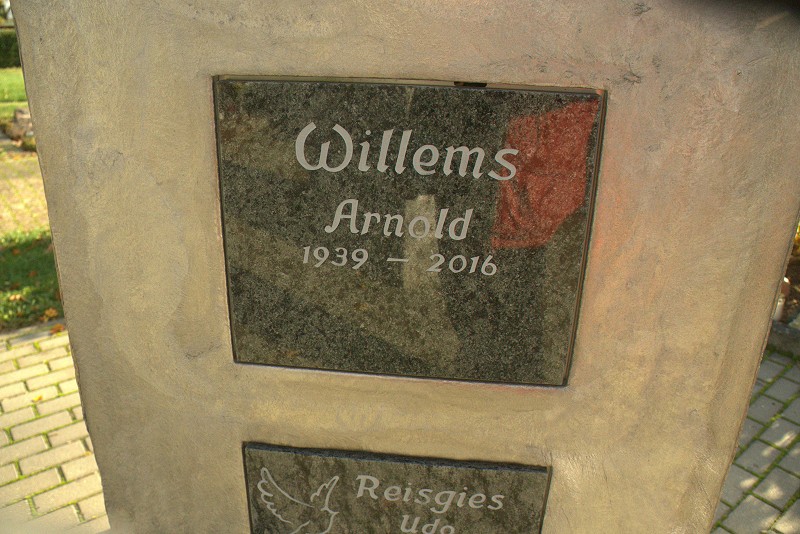 Willems
Arnold
1939 – 2016
Reisgies
Udo